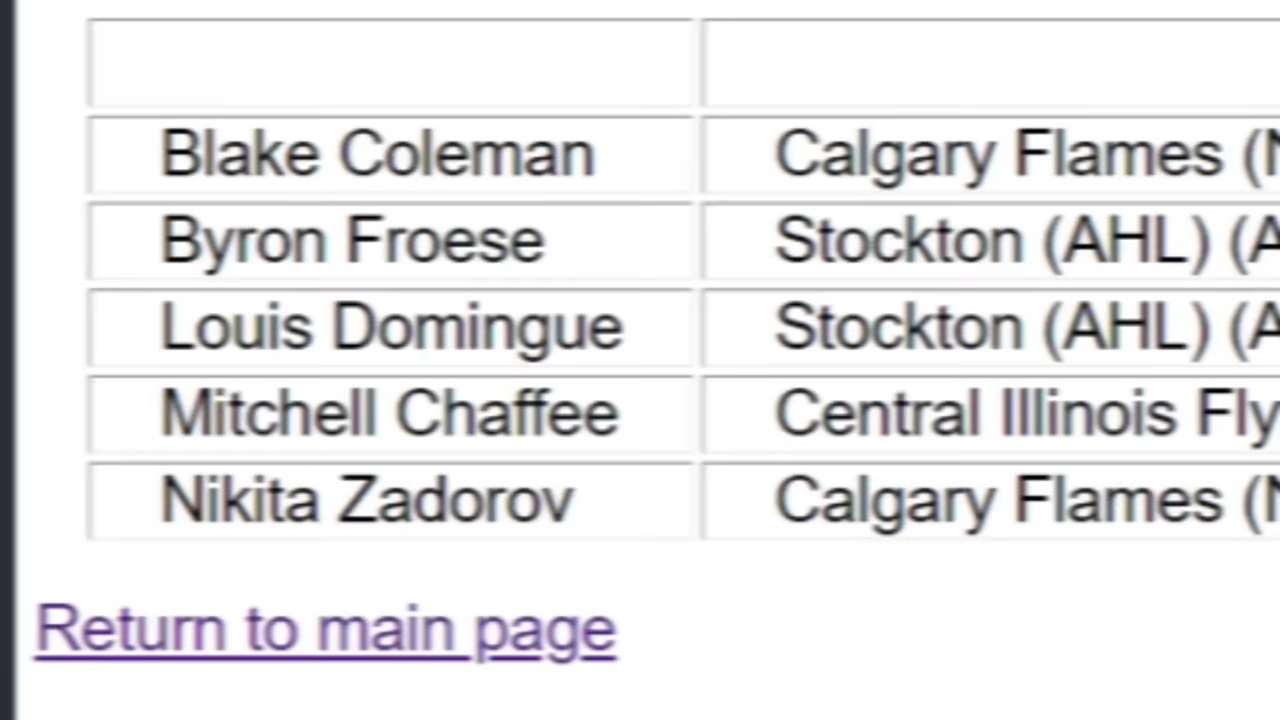 Blake Coleman Calgary Flames (N
Byron Froese Stockton (AHL) (A
Louis Domingue Stockton (AHL) (A
Mitchell Chaffee Central Illinois Fly
Nikita Zadorov Calgary Flames (N
Return to main page